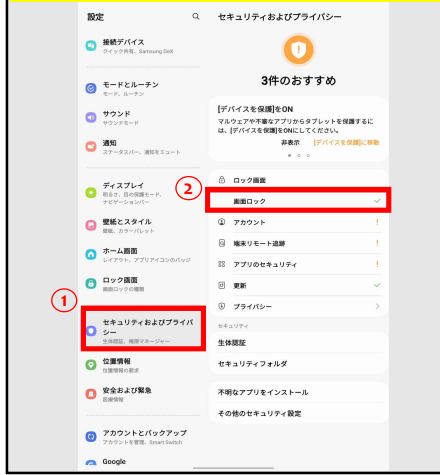 設定
接続デバイス
クイック共有、Samsung DeX
モードとルーチン
モード、ルーチン
サウンド
サウンドモード
通知
ステータスバー、通知をミュート
ディスプレイ
明るさ、目の保護モード、
ナビゲーションバー
壁紙とスタイル
壁紙、カラーパレット
ホーム画面
レイアウト、アプリアイコンのバッジ
ロック画面
画面ロックの種類
1
セキュリティおよびプライバ
シー
生体認証、権限マネージャー
位置情報
位置情報の要求
安全および緊急
医療情報
アカウントとバックアップ
アカウントを管理、Smart Switch
Google
セキュリティおよびプライバシー
3件のおすすめ
[デバイスを保護]をON
マルウェアや不審なアプリからタブレットを保護するに
は、[デバイスを保護]をONにしてください。
非表示 [デバイスを保護]に移動
ロック画面
2
画面ロック
アカウント
端末リモート追跡
アプリのセキュリティ
更新
プライバシー
セキュリティ
生体認証
セキュリティフォルダ
不明なアプリをインストール
その他のセキュリティ設定